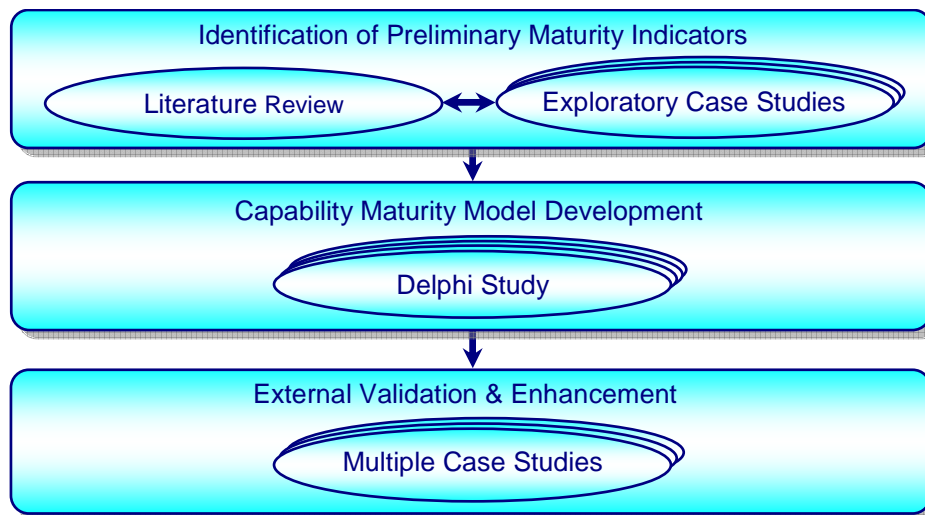 Identification of Preliminary Maturity Indicators
Literature Review
Exploratory Case Studies
Capability Maturity Model Development
Delphi Study
External Validation & Enhancement
Multiple Case Studies